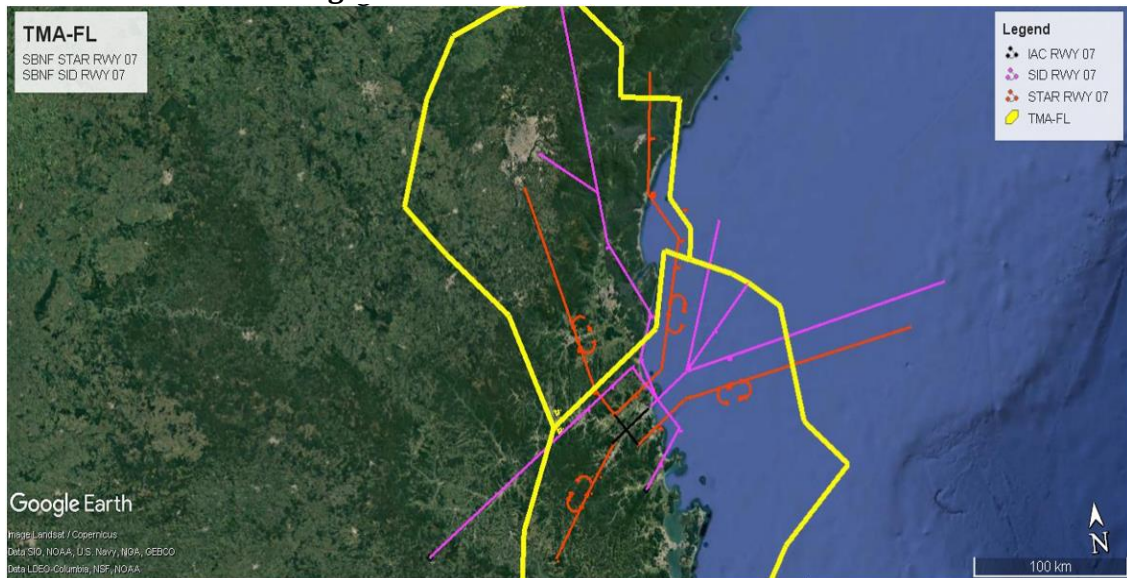 TMA-FL
SBNF STAR RWY 07
SBNF SID RWY 07
Legend
IAC RWY 07
SID RWY 07
STAR RWY 07
TMA-FL
Google Earth
Image Landsat / Copernicus
Data SIO, NOAA, U.S. Navy, NGA, GEBCO
Data LDEO-Columbia, NSF, NOAA
N
100 km